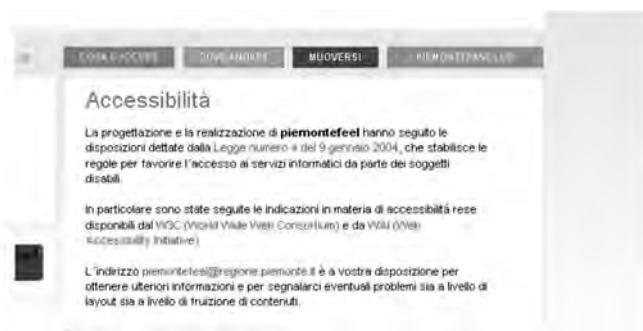 COSA SUCCEDE DOVE ANDARE MUOVERSI
Accessibilità
La progettazione e la realizzazione di piemontefeel hanno seguito le
disposizioni dettate dalla Legge numero 4 del 9 gennaio 2004, che stabilisce le
regole per favorire l'accesso ai servizi informatici da parte dei soggetti
disabili.
In particolare sono state seguite le indicazioni in materia di accessibilità rese
disponibili dal W3C (World Wide Web Consortium) e da WAI (Web
Accessibility Initiative)
L'indirizzo piemontefeel@regione.piemonte.it è a vostra disposizione per
ottenere ulteriori informazioni e per segnalarci eventuali problemi sia a livello di
layout sia a livello di fruizione di contenuti.